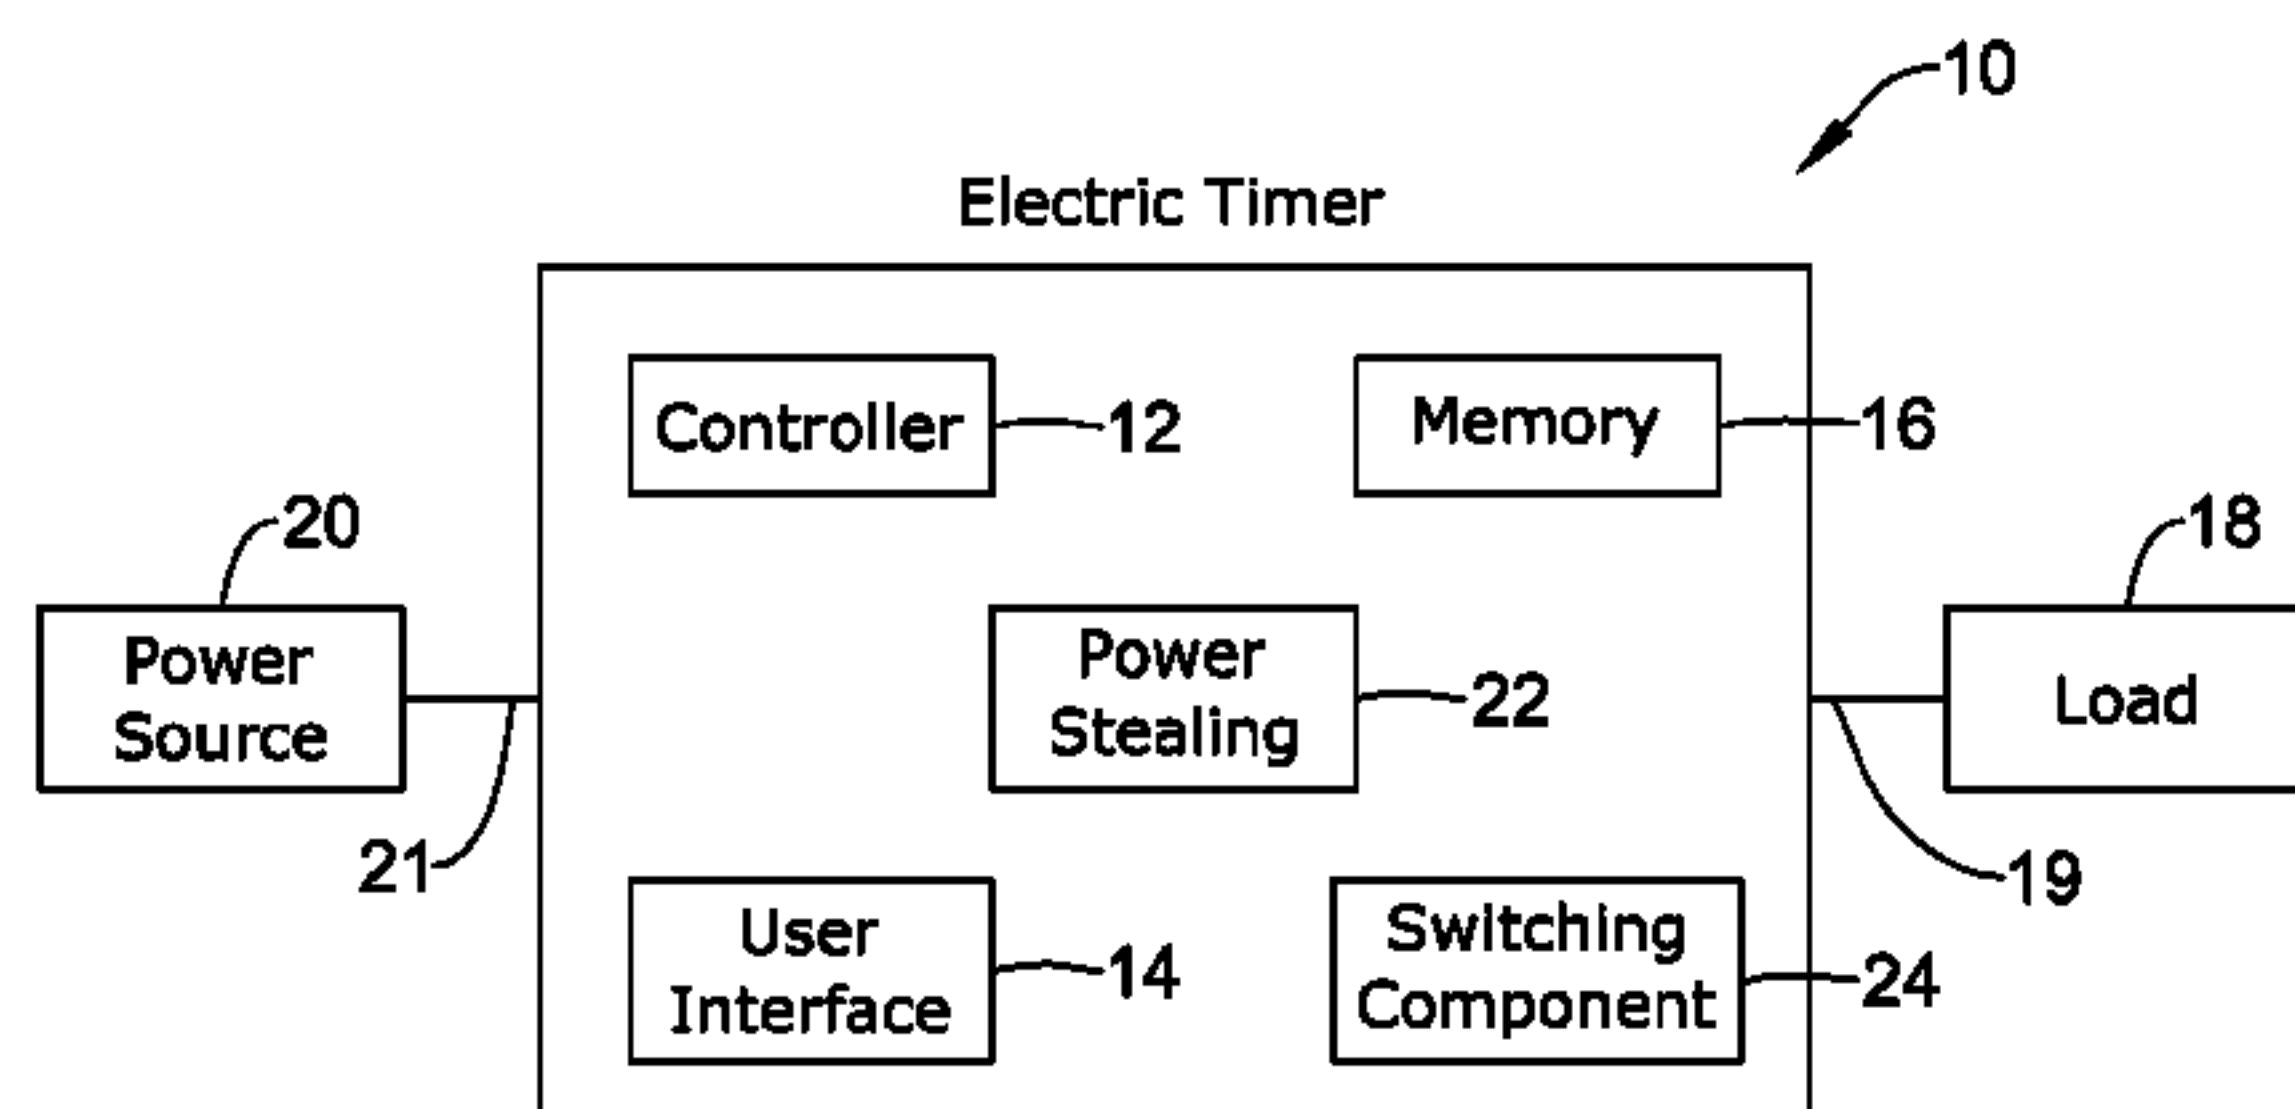 10
Electric Timer
Controller
12
Memory
16
20
18
Power
Source
Power
Stealing
22
Load
21
19
User
Interface
14
Switching
Component
24